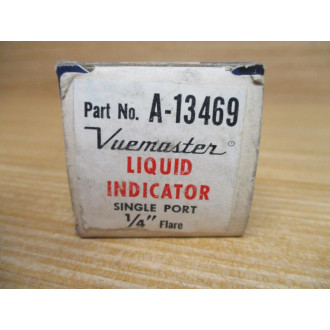 Part No. A-13469
Vuemaster
LIQUID
INDICATOR
SINGLE PORT
1/4" Flare